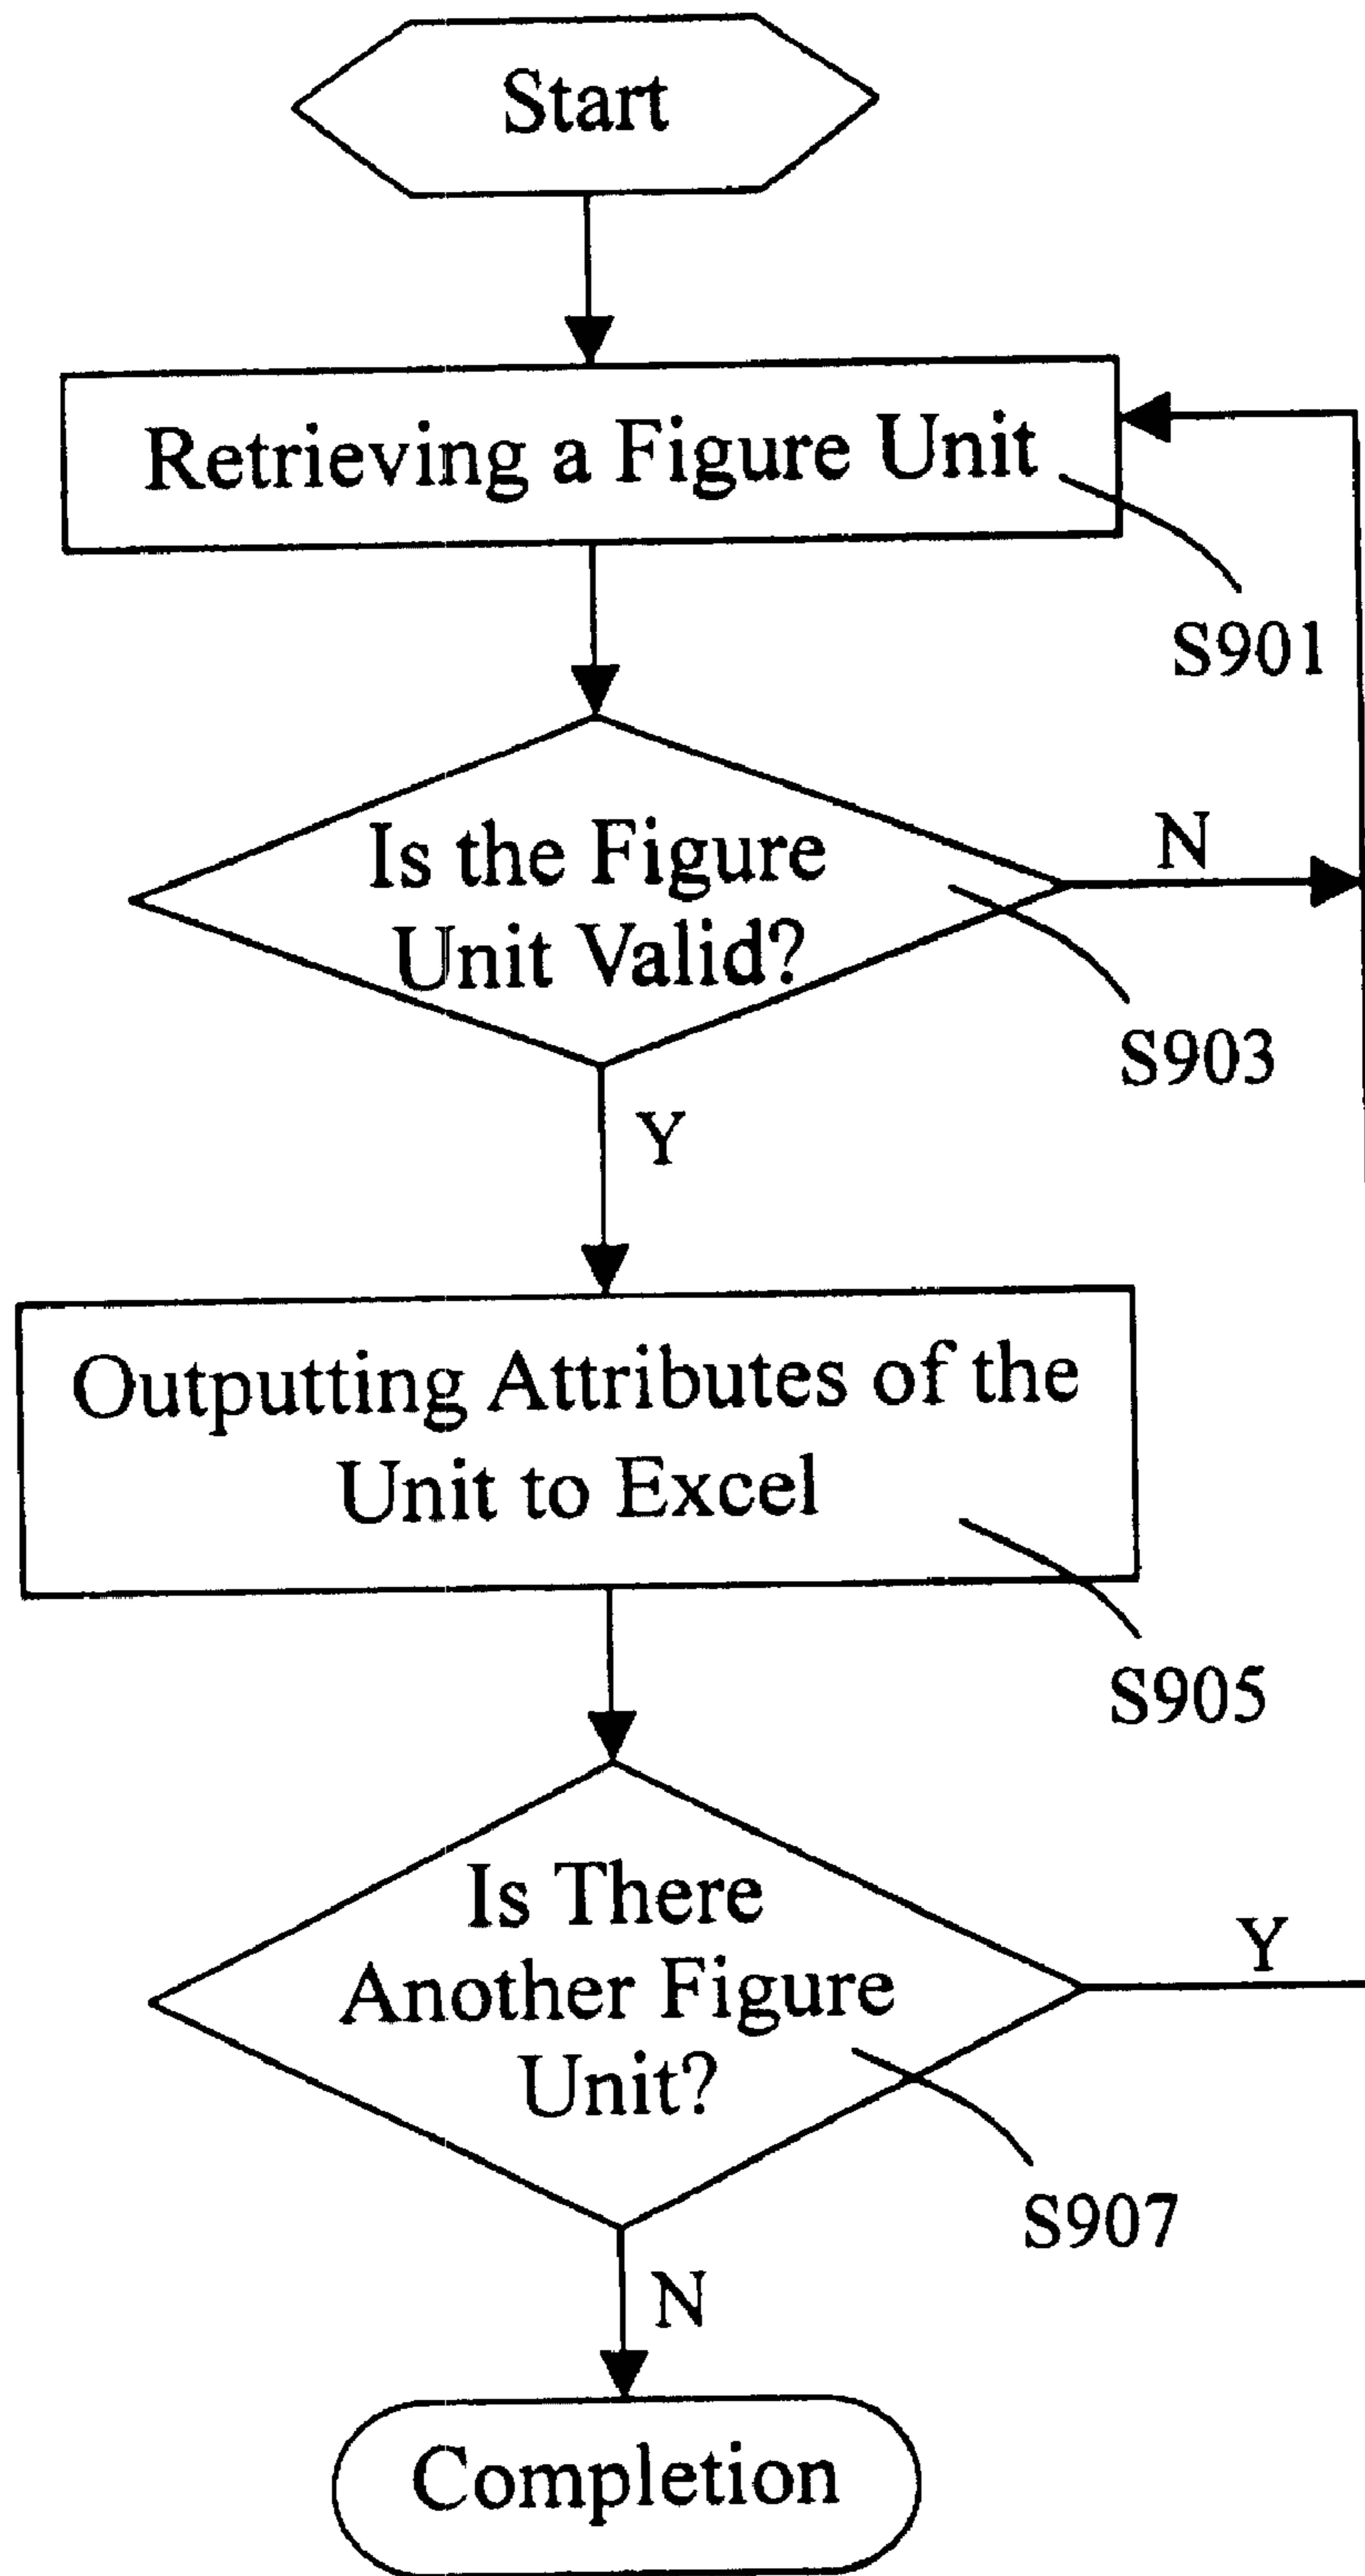 Start
Retrieving a Figure Unit
S901
Is the Figure
Unit Valid?
N
S903
Y
Outputting Attributes of the
Unit to Excel
S905
Is There
Another Figure
Unit?
Y
S907
N
Completion